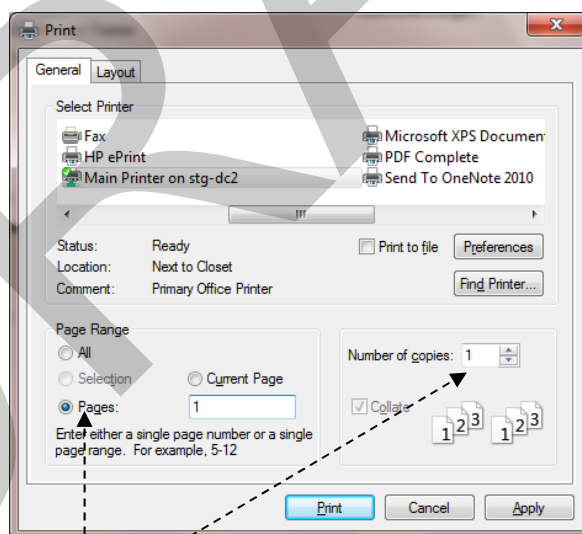 Print
General Layout
Select Printer
Fax
HP ePrint
Main Printer on stg-dc2
Microsoft XPS Documen
PDF Complete
Send To OneNote 2010
Status: Ready
Print to file
Preferences
Location: Next to Closet
Comment: Primary Office Printer
Find Printer...
Page Range
All
Selection
Current Page
Pages: 1
Enter either a single page number or a single
page range. For example, 5-12
Number of copies: 1
Collate
1 2 3 1 2 3
Print Cancel Apply